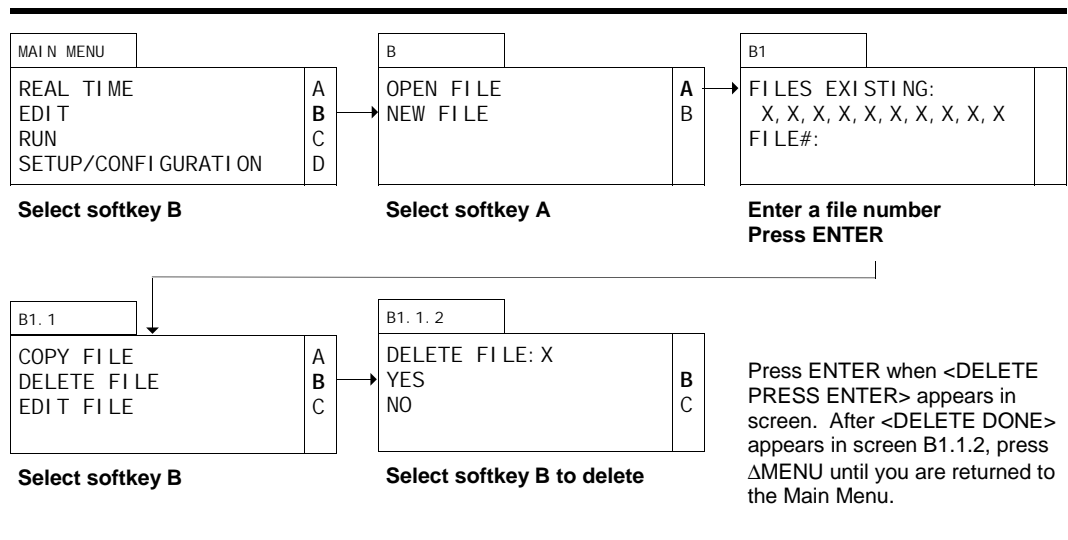 MAIN MENU
REAL TIME A
EDIT B
RUN C
SETUP/CONFIGURATION D
Select softkey B
B
OPEN FILE A
NEW FILE B
Select softkey A
B1
FILES EXISTING:
X, X, X, X, X, X, X, X, X, X
FILE#:
Enter a file number
Press ENTER
B1.1
COPY FILE A
DELETE FILE B
EDIT FILE C
Select softkey B
B1.1.2
DELETE FILE: X
YES B
NO C
Select softkey B to delete
Press ENTER when <DELETE
PRESS ENTER> appears in
screen. After <DELETE DONE>
appears in screen B1.1.2, press
∆MENU until you are returned to
the Main Menu.